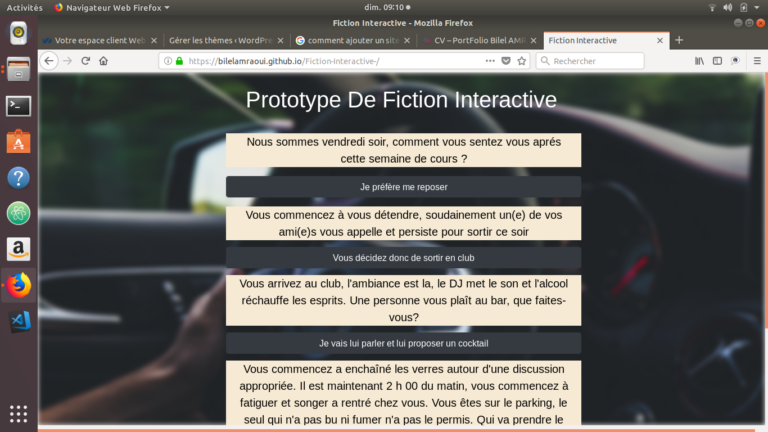 Activités
Navigateur Web Firefox
dim. 09:10
Fiction Interactive - Mozilla Firefox
Votre espace client Web
Gérer les thèmes ‹ WordPre
comment ajouter un site
CV – PortFolio Bilel AMR
Fiction Interactive
https://bilelamraoui.github.io/Fiction-Interactive-/
Rechercher
Prototype De Fiction Interactive
Nous sommes vendredi soir, comment vous sentez vous aprés
cette semaine de cours ?
Je préfère me reposer
Vous commencez à vous détendre, soudainement un(e) de vos
ami(e)s vous appelle et persiste pour sortir ce soir
Vous décidez donc de sortir en club
Vous arrivez au club, l'ambiance est la, le DJ met le son et l'alcool
réchauffe les esprits. Une personne vous plaît au bar, que faites-
vous?
Je vais lui parler et lui proposer un cocktail
Vous commencez a enchaîné les verres autour d'une discussion
appropriée. Il est maintenant 2 h 00 du matin, vous commencez à
fatiguer et songer a rentré chez vous. Vous êtes sur le parking, le
seul qui n'a pas bu ni fumer n'a pas le permis. Qui va prendre le